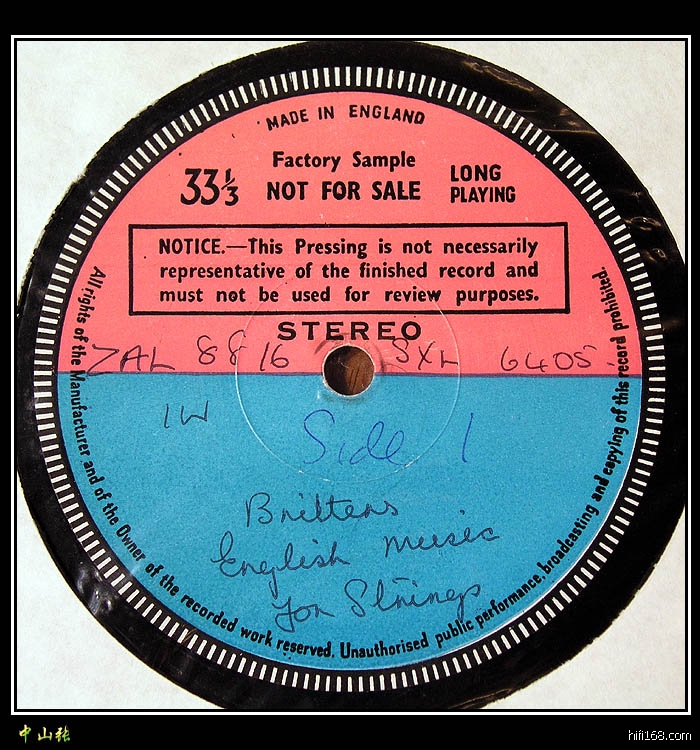 MADE IN ENGLAND
Factory Sample
33 1/3 NOT FOR SALE
LONG
PLAYING
NOTICE.—This Pressing is not necessarily
representative of the finished record and
must not be used for review purposes.
STEREO
ZAL 8816 SXL 6405.
1W
Side 1
Brittens
English Music
for Strings
All rights of the Manufacturer and of the Owner of the recorded work reserved. Unauthorised public performance, broadcasting and copying of this record prohibited.
中山张
hifi168.com